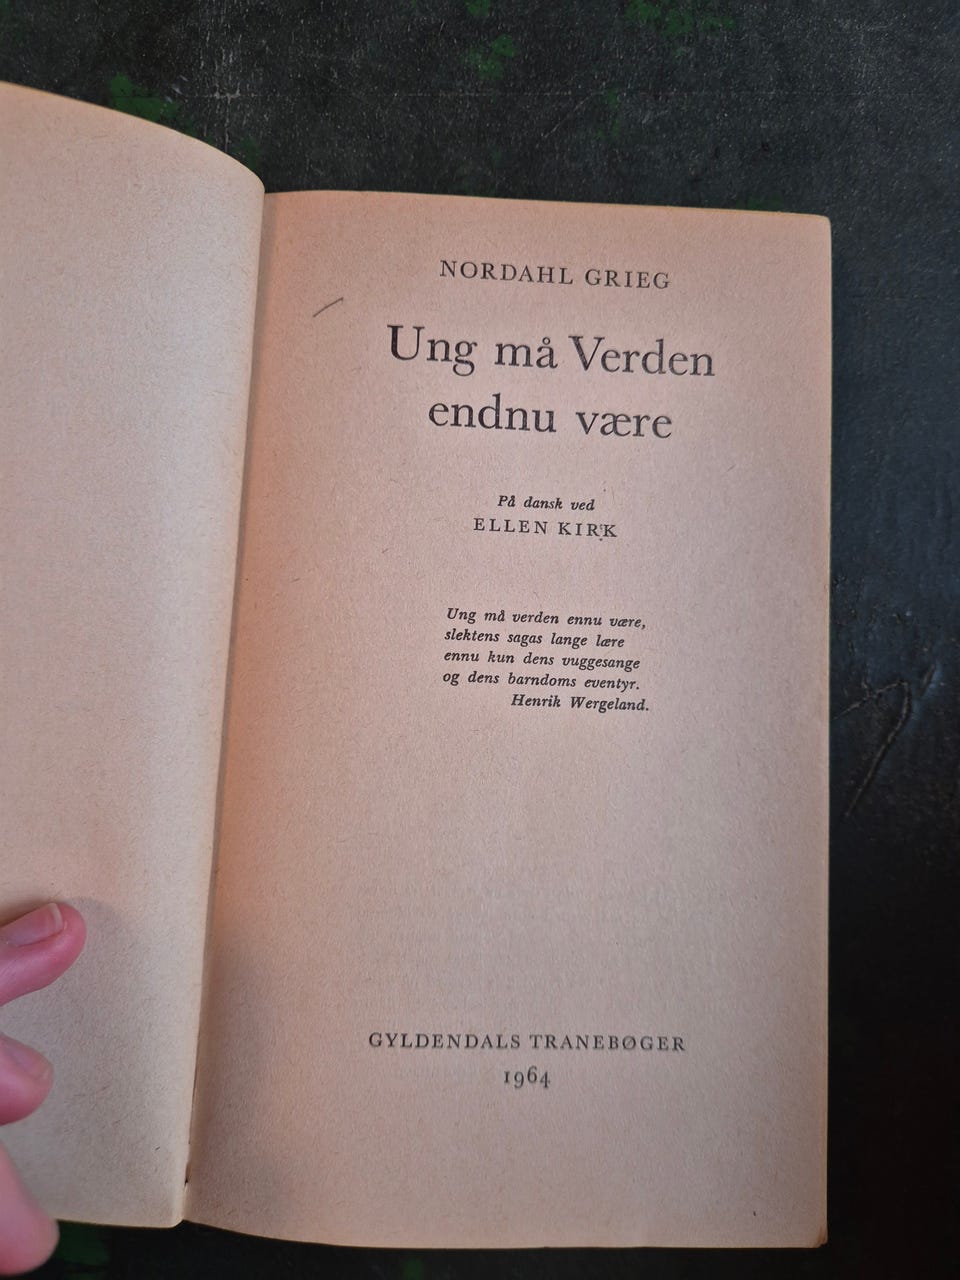 NORDAHL GRIEG
Ung må Verden
endnu være
På dansk ved
ELLEN KIRK
Ung må verden ennu være,
slektens sagas lange lære
ennu kun dens vuggesange
og dens barndoms eventyr.
Henrik Wergeland.
GYLDENDALS TRANEBØGER
1964